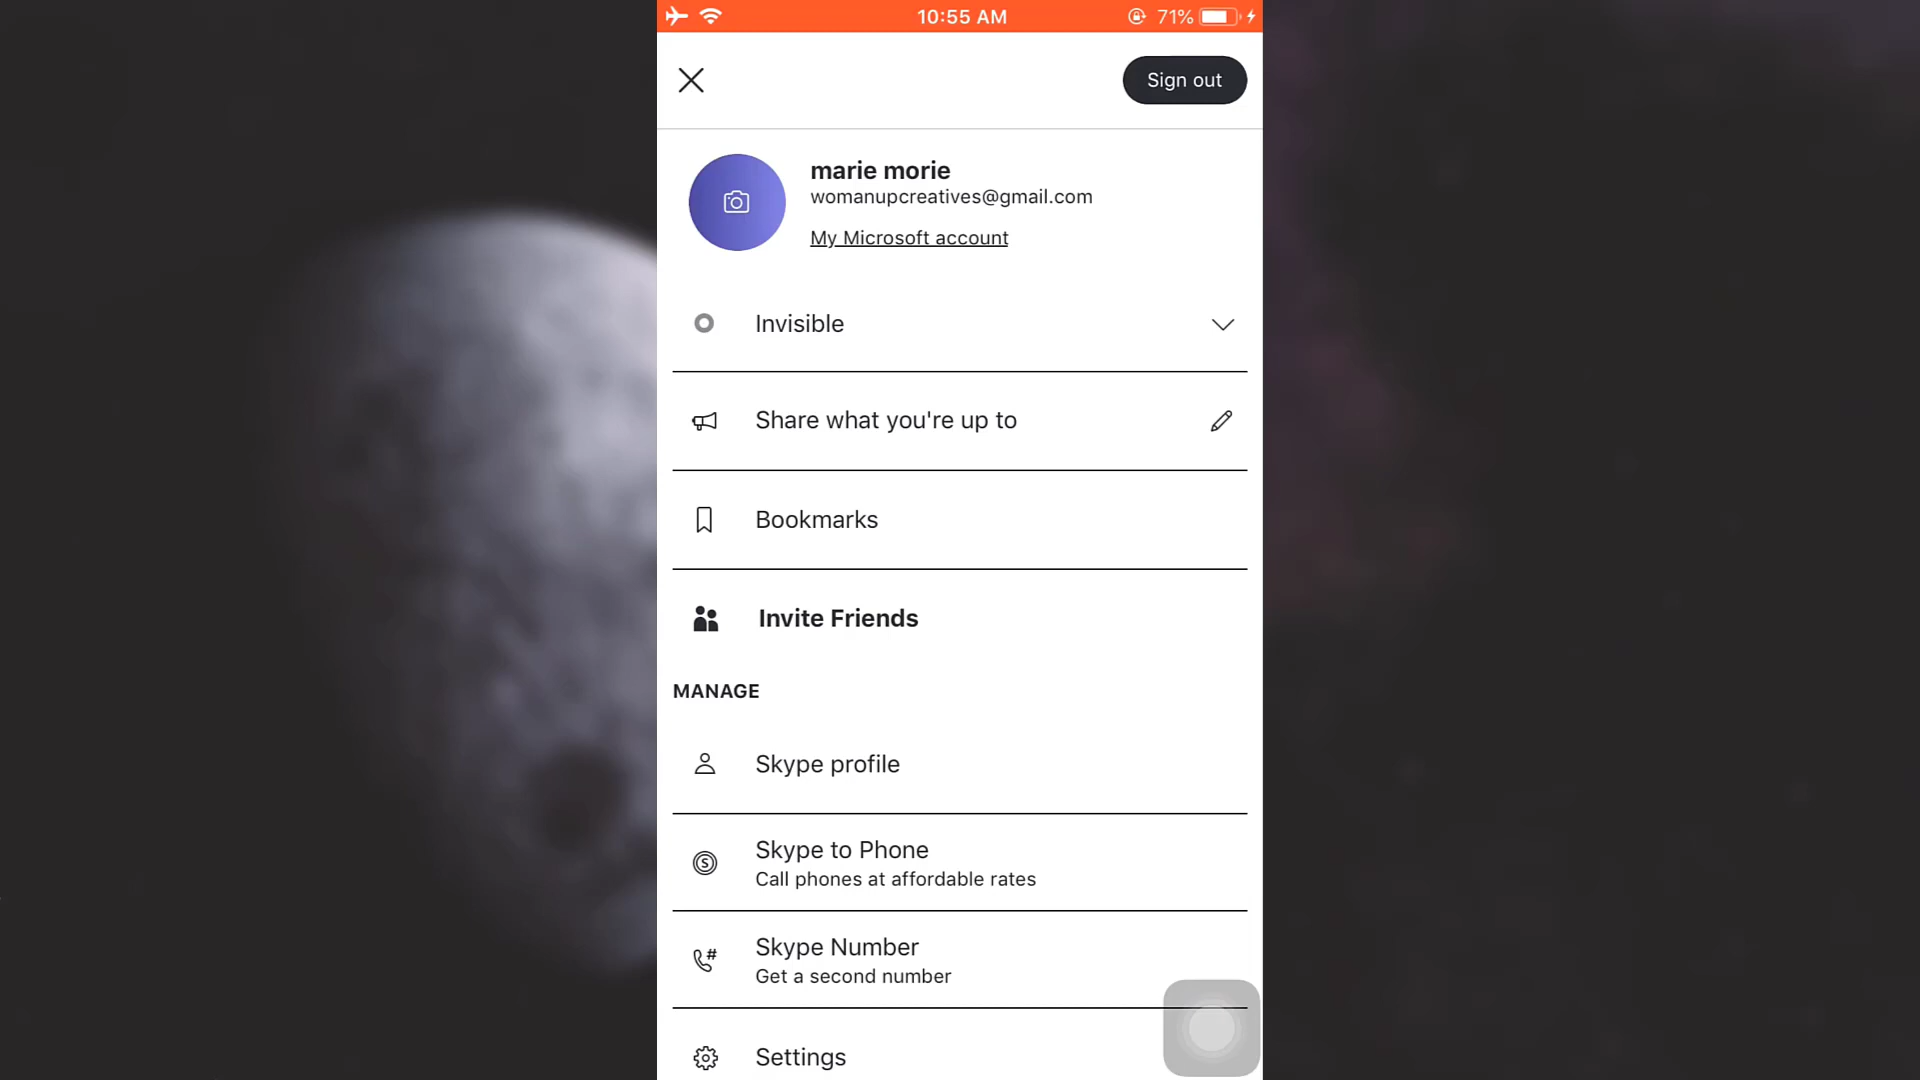 10:55 AM
71%
Sign out
marie morie
womanupcreatives@gmail.com
My Microsoft account
Invisible
Share what you're up to
Bookmarks
Invite Friends
MANAGE
Skype profile
Skype to Phone
Call phones at affordable rates
Skype Number
Get a second number
Settings